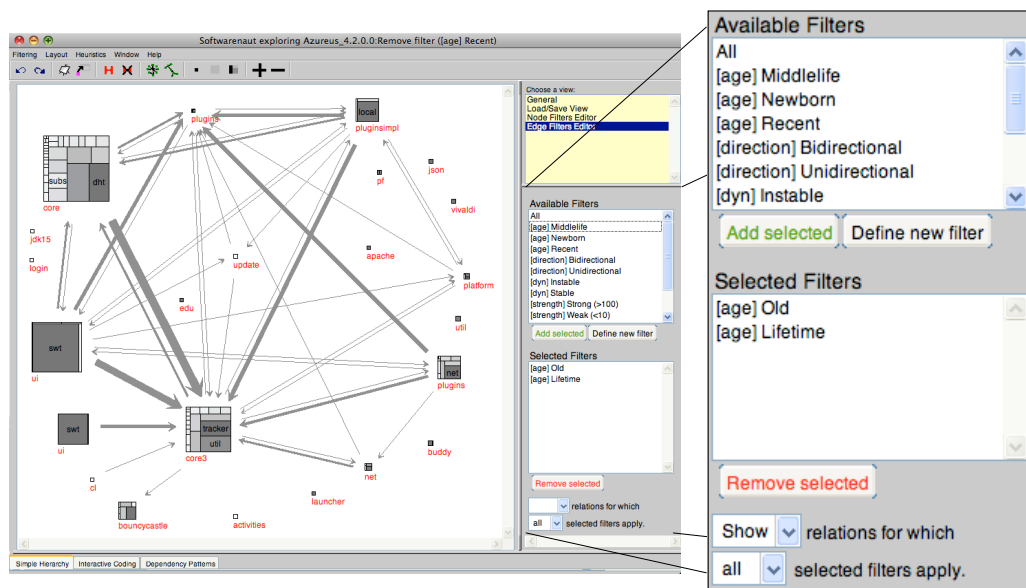 Softwarenaut exploring Azureus_4.2.0.0:Remove filter ([age] Recent)
Filtering Layout Heuristics Window Help
H
plugins
local
pluginsimpl
subs
dht
core
json
pf
vivaldi
jdk15
login
update
apache
platform
edu
util
swt
ui
net
plugins
swt
ui
tracker
util
core3
buddy
net
cl
launcher
bouncycastle
activities
Simple Hierarchy Interactive Coding Dependency Patterns
Choose a view:
General
Load/Save View
Node Filters Editor
Edge Filters Editor
Available Filters
All
[age] Middlelife
[age] Newborn
[age] Recent
[direction] Bidirectional
[direction] Unidirectional
[dyn] Instable
[dyn] Stable
[strength] Strong (>100)
[strength] Weak (<10)
Add selected Define new filter
Selected Filters
[age] Old
[age] Lifetime
Remove selected
relations for which
all selected filters apply.
Available Filters
All
[age] Middlelife
[age] Newborn
[age] Recent
[direction] Bidirectional
[direction] Unidirectional
[dyn] Instable
Add selected Define new filter
Selected Filters
[age] Old
[age] Lifetime
Remove selected
Show relations for which
all selected filters apply.